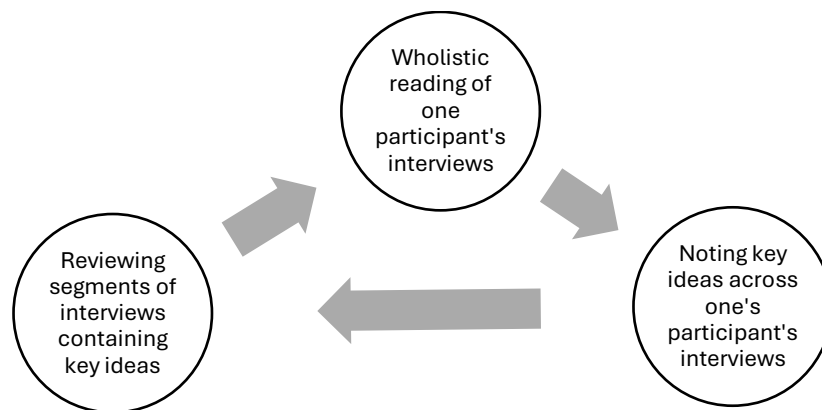 Wholistic
reading of
one
participant's
interviews
Noting key
ideas across
one's
participant's
interviews
Reviewing
segments of
interviews
containing
key ideas